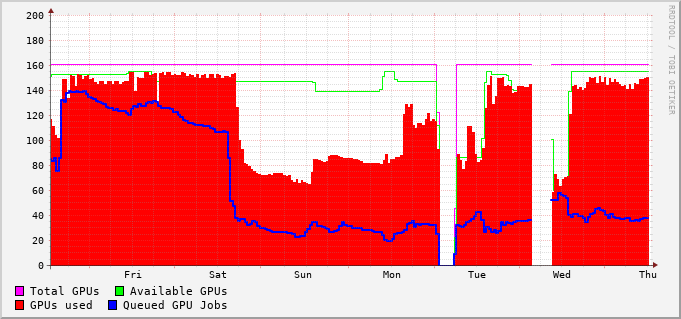 200
180
160
140
120
100
80
60
40
20
0
Fri Sat Sun Mon Tue Wed Thu
Total GPUs Available GPUs
GPUs used Queued GPU Jobs
RRDTOOL / TOBI OETIKER